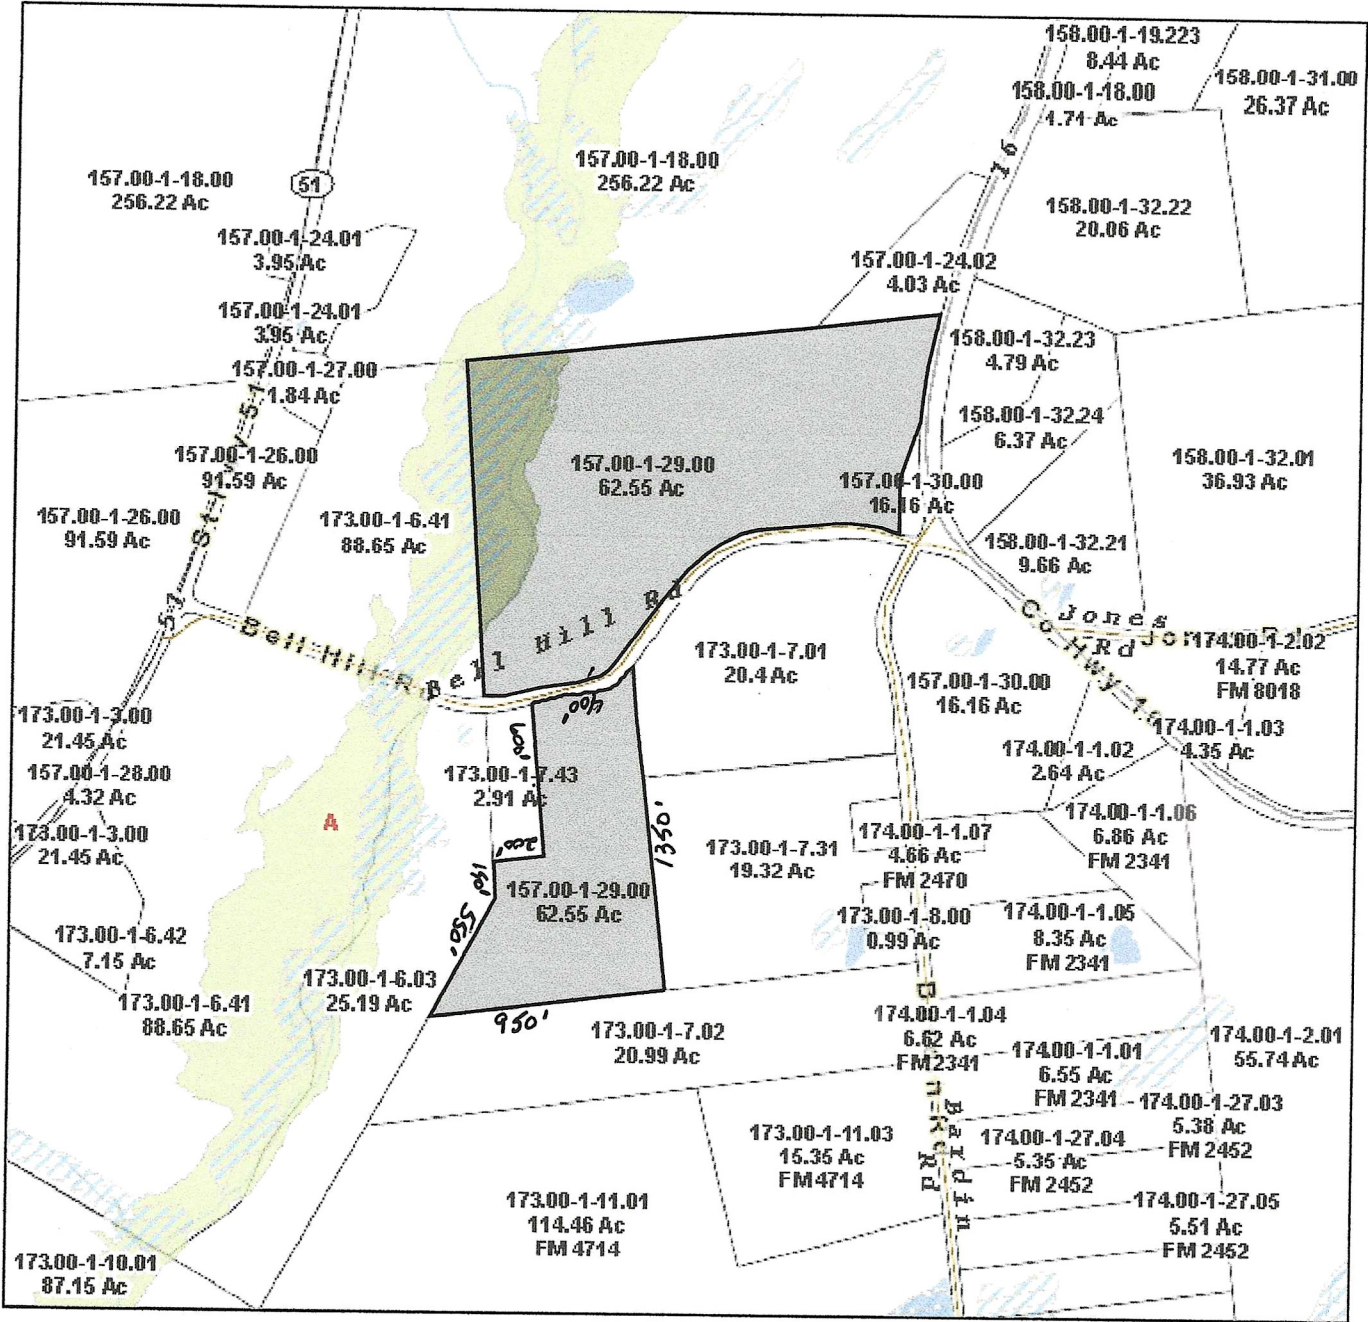 158.00-1-19.223
8.44 Ac
158.00-1-18.00
1.71 Ac
158.00-1-31.00
26.37 Ac
16
157.00-1-18.00
256.22 Ac
51
157.00-1-18.00
256.22 Ac
158.00-1-32.22
20.06 Ac
157.00-1-24.01
3.95 Ac
157.00-1-24.02
4.03 Ac
157.00-1-24.01
3.95 Ac
158.00-1-32.23
4.79 Ac
157.00-1-27.00
1.84 Ac
158.00-1-32.24
6.37 Ac
157.00-1-26.00
91.59 Ac
157.00-1-29.00
62.55 Ac
157.00-1-30.00
16.16 Ac
158.00-1-32.01
36.93 Ac
157.00-1-26.00
91.59 Ac
173.00-1-6.41
88.65 Ac
158.00-1-32.21
9.66 Ac
51
Bell Hill R
Bell Hill Rd
Jones
Rd
Co Hwy 16
174.00-1-2.02
14.77 Ac
FM 8018
173.00-1-7.01
20.4 Ac
157.00-1-30.00
16.16 Ac
173.00-1-3.00
21.45 Ac
400'
600'
174.00-1-1.03
4.35 Ac
174.00-1-1.02
2.64 Ac
157.00-1-28.00
4.32 Ac
173.00-1-7.43
2.91 Ac
174.00-1-1.06
6.86 Ac
FM 2341
173.00-1-3.00
21.45 Ac
A
200'
1350'
173.00-1-7.31
19.32 Ac
174.00-1-1.07
4.66 Ac
FM 2470
150'
550'
157.00-1-29.00
62.55 Ac
173.00-1-8.00
0.99 Ac
174.00-1-1.05
8.35 Ac
FM 2341
173.00-1-6.42
7.15 Ac
173.00-1-6.03
25.19 Ac
173.00-1-6.41
88.65 Ac
950'
173.00-1-7.02
20.99 Ac
174.00-1-1.04
6.62 Ac
FM 2341
174.00-1-1.01
6.55 Ac
FM 2341
174.00-1-2.01
55.74 Ac
174.00-1-27.03
5.38 Ac
FM 2452
Bardin
Rd
173.00-1-11.03
15.35 Ac
FM 4714
174.00-1-27.04
5.35 Ac
FM 2452
173.00-1-11.01
114.46 Ac
FM 4714
174.00-1-27.05
5.51 Ac
FM 2452
173.00-1-10.01
87.15 Ac